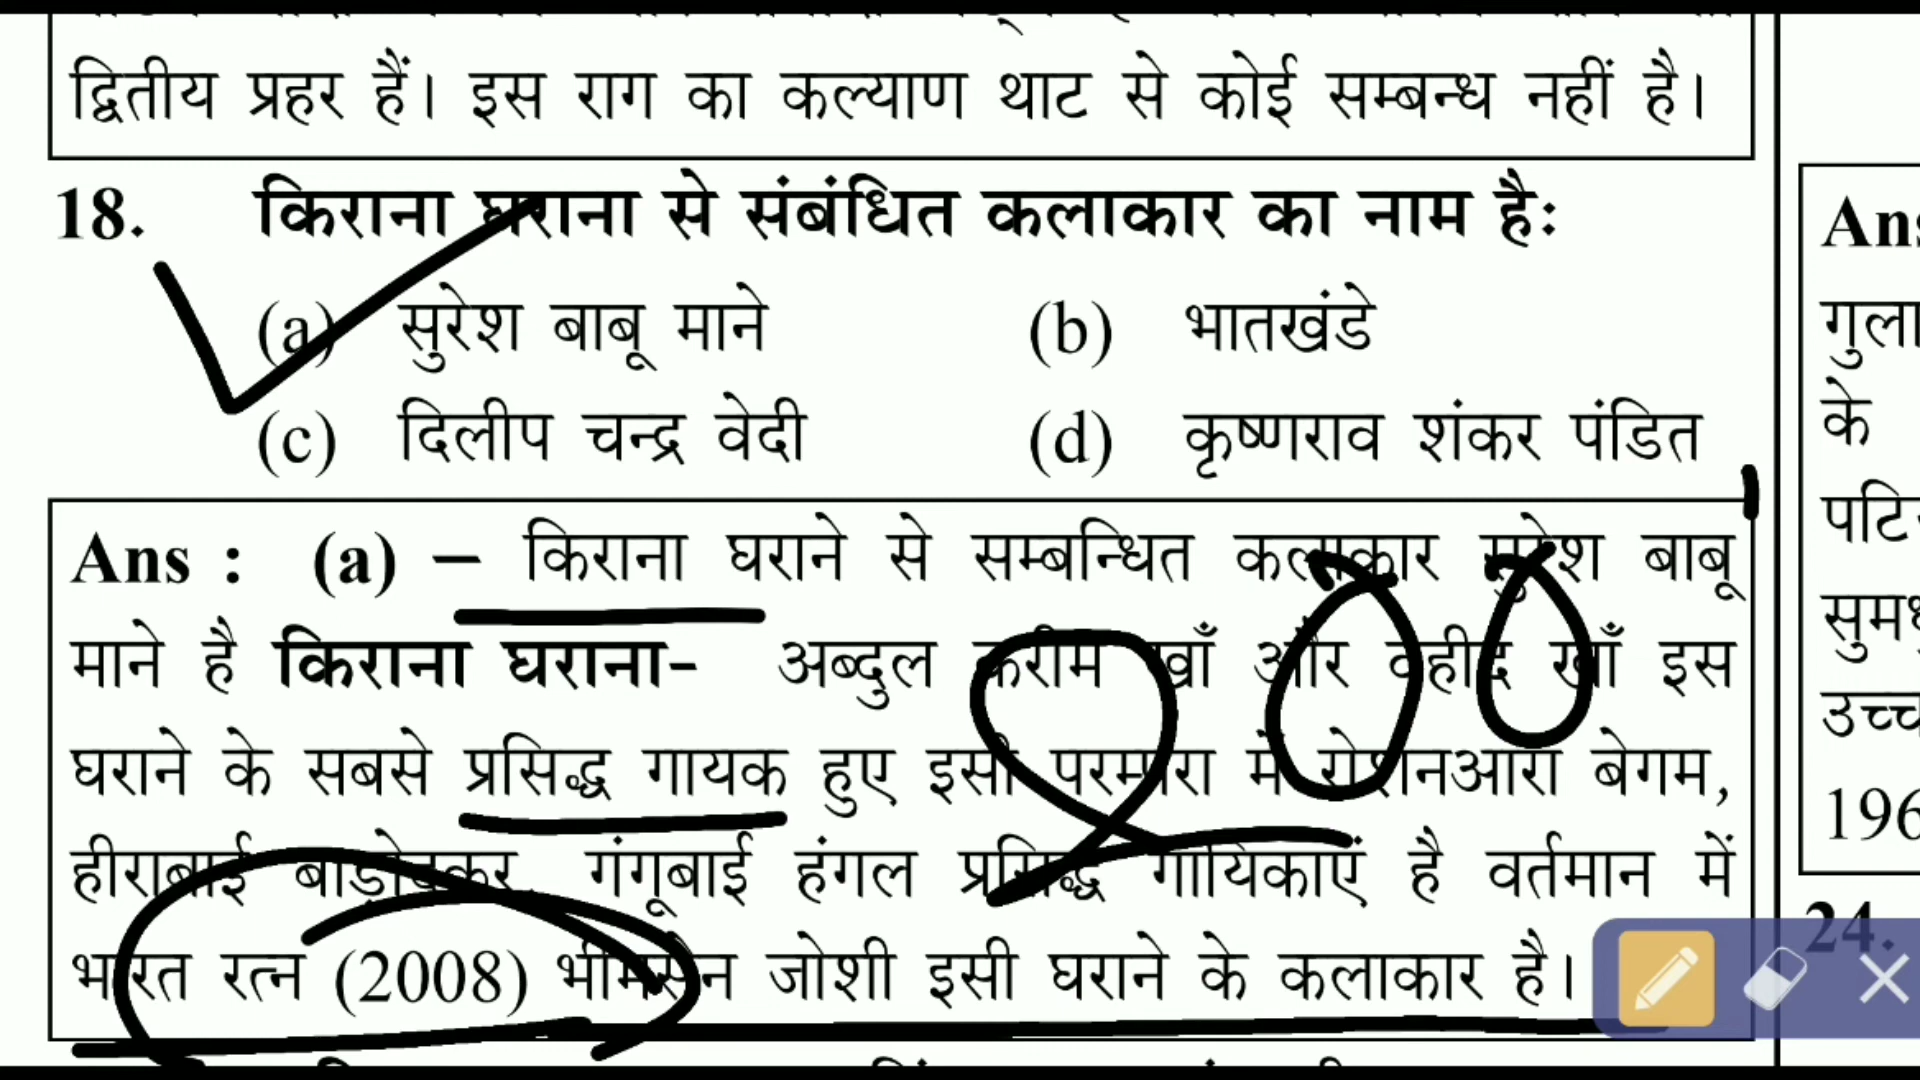 द्वितीय प्रहर हैं। इस राग का कल्याण थाट से कोई सम्बन्ध नहीं है।
18. किराना घराना से संबंधित कलाकार का नाम हैः
(a) सुरेश बाबू माने (b) भातखंडे
(c) दिलीप चन्द्र वेदी (d) कृष्णराव शंकर पंडित
Ans : (a) – किराना घराने से सम्बन्धित कलाकार सुरेश बाबू
माने है किराना घराना- अब्दुल करीम खाँ और वहीद खाँ इस
घराने के सबसे प्रसिद्ध गायक हुए इसी परम्परा में रोशनआरा बेगम,
हीराबाई बाड़ोडकर, गंगूबाई हंगल प्रसिद्ध गायिकाएं है वर्तमान में
भारत रत्न (2008) भीमसेन जोशी इसी घराने के कलाकार है।
200
Ans
गुला
के
सुमधु
उच्च
196
24.